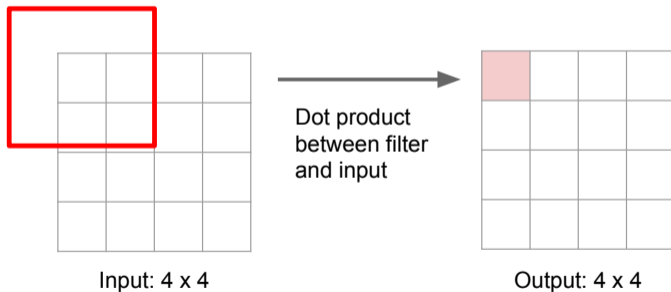 Dot product
between filter
and input
Input: 4 x 4
Output: 4 x 4